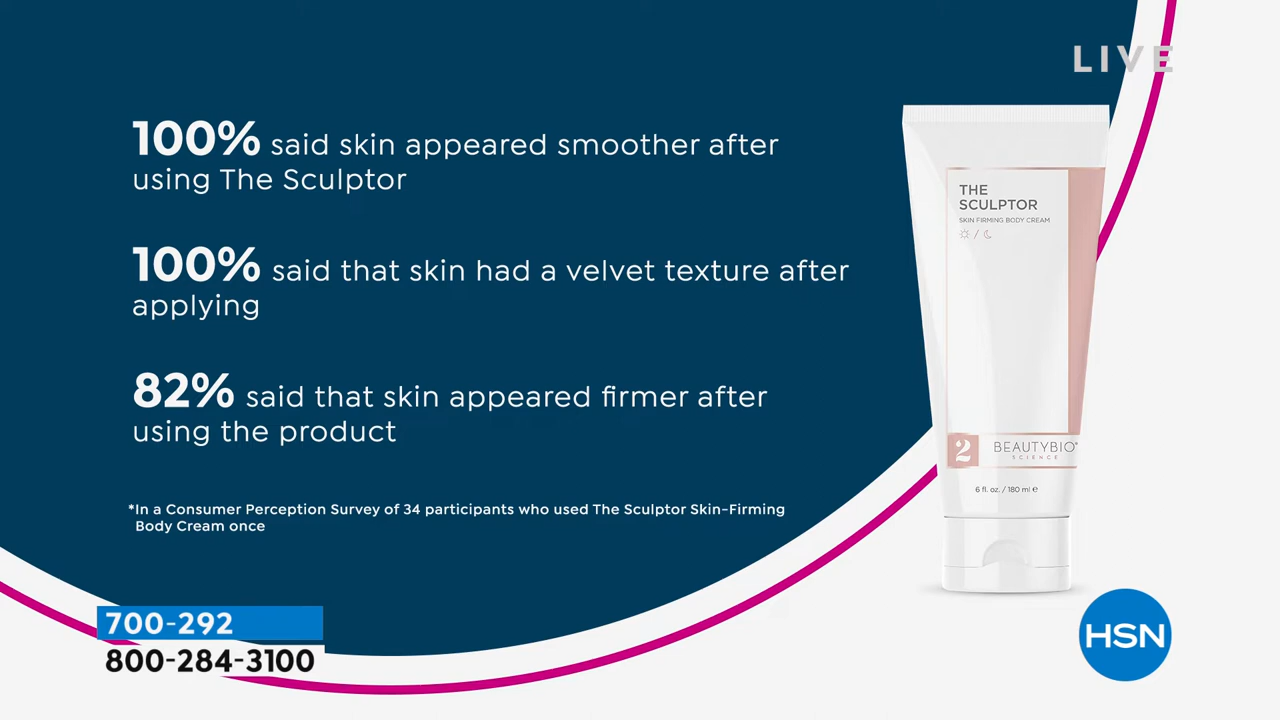 LIVE
100% said skin appeared smoother after
using The Sculptor
100% said that skin had a velvet texture after
applying
82% said that skin appeared firmer after
using the product
*In a Consumer Perception Survey of 34 participants who used The Sculptor Skin-Firming
Body Cream once
THE
SCULPTOR
SKIN FIRMING BODY CREAM
2 BEAUTYBIO®
SCIENCE
6 fl. oz. / 180 ml ℮
700-292
800-284-3100
HSN